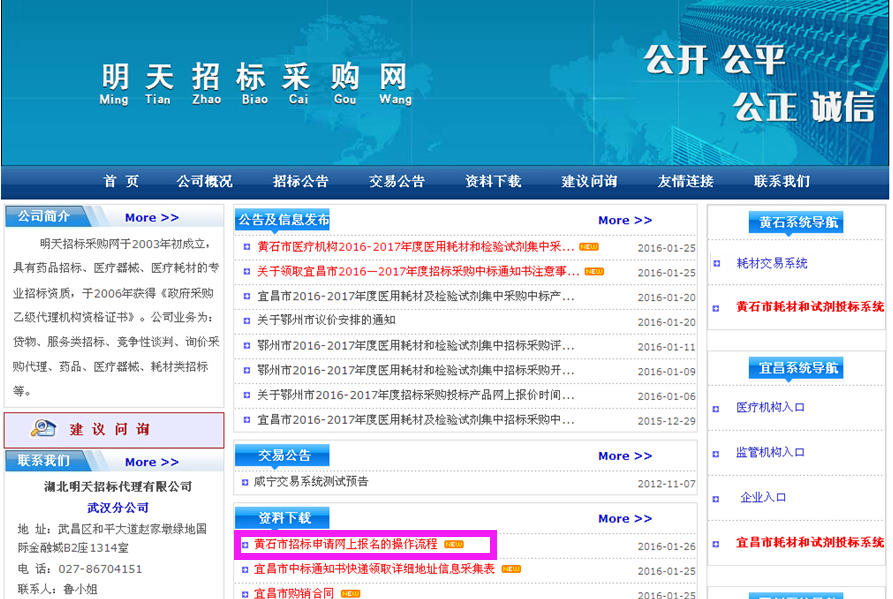 明天招标采购网
Ming Tian Zhao Biao Cai Gou Wang
公开 公平
公正 诚信
首 页 公司概况 招标公告 交易公告 资料下载 建议问询 友情连接 联系我们
公司简介 More >>
明天招标采购网于2003年初成立，
具有药品招标、医疗器械、医疗耗材的专
业招标资质，于2006年获得《政府采购
乙级代理机构资格证书》。公司业务为：
货物、服务类招标、竞争性谈判、询价采
购代理、药品、医疗器械、耗材类招标
等。
建 议 问 询
联系我们 More >>
湖北明天招标代理有限公司
武汉分公司
地 址：武昌区和平大道赵家墩绿地国
际金融城B2座1314室
电 话：027-86704151
联系人：鲁小姐
公告及信息发布 More >>
黄石市医疗机构2016-2017年度医用耗材和检验试剂集中采... NEW 2016-01-25
关于领取宜昌市2016—2017年度招标采购中标通知书注意事... NEW 2016-01-25
宜昌市2016-2017年度医用耗材及检验试剂集中采购中标产... 2016-01-20
关于鄂州市议价安排的通知 2016-01-20
鄂州市2016-2017年度医用耗材和检验试剂集中招标采购评... 2016-01-11
鄂州市2016-2017年度医用耗材和检验试剂集中招标采购开... 2016-01-09
关于鄂州市2016-2017年度招标采购投标产品网上报价时间... 2016-01-06
宜昌市2016-2017年度医用耗材及检验试剂集中招标采购中... 2015-12-29
交易公告 More >>
咸宁交易系统测试预告 2012-11-07
资料下载 More >>
黄石市招标申请网上报名的操作流程 NEW 2016-01-26
宜昌市中标通知书快递领取详细地址信息采集表 NEW 2016-01-25
宜昌市购销合同 NEW 2016-01-25
黄石系统导航
耗材交易系统
黄石市耗材和试剂投标系统
宜昌系统导航
医疗机构入口
监管机构入口
企业入口
宜昌市耗材和试剂投标系统